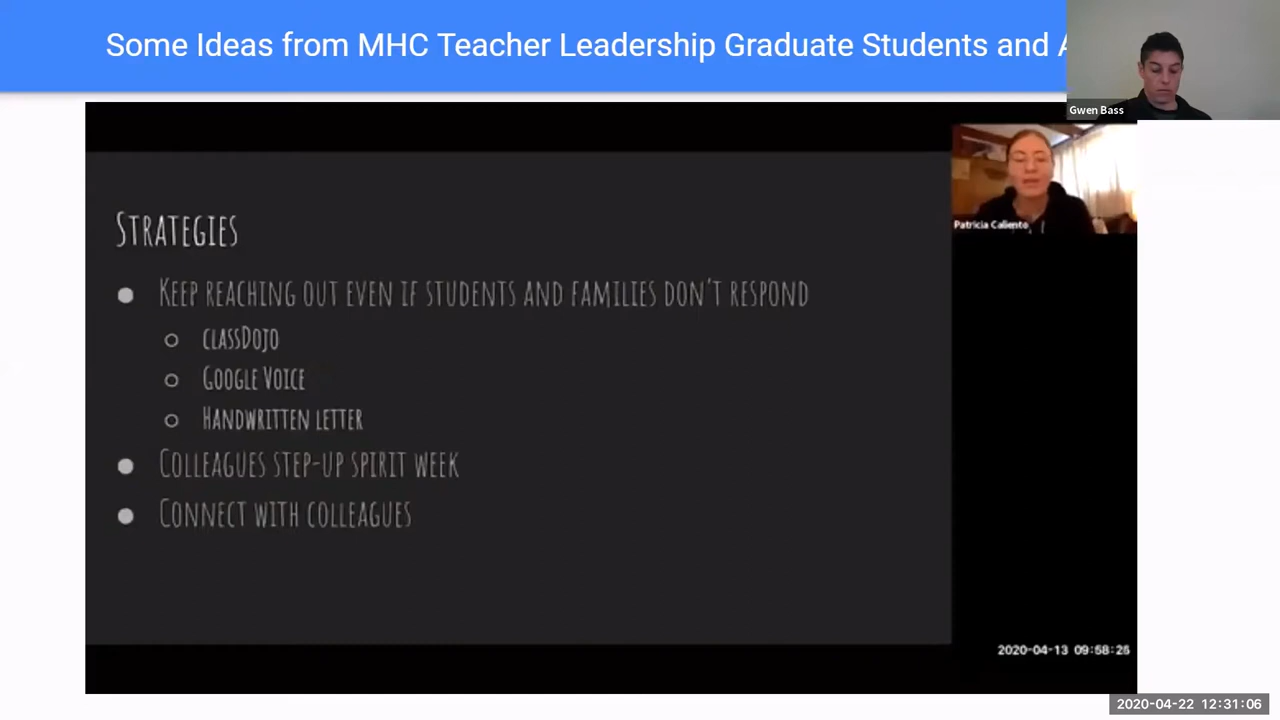 Some Ideas from MHC Teacher Leadership Graduate Students and
Gwen Bass
Patricia Caliento
Strategies
Keep reaching out even if students and families don't respond
classDojo
Google Voice
Handwritten letter
Colleagues step-up spirit week
Connect with colleagues
2020-04-13 09:58:26
2020-04-22 12:31:06